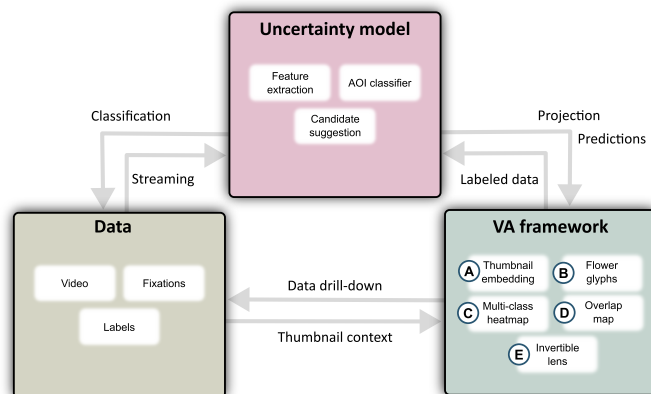 Uncertainty model
Feature
extraction
AOI classifier
Candidate
suggestion
Classification
Streaming
Projection
Predictions
Labeled data
Data
Video
Fixations
Labels
Data drill-down
Thumbnail context
VA framework
A Thumbnail
embedding
B Flower
glyphs
C Multi-class
heatmap
D Overlap
map
E Invertible
lens